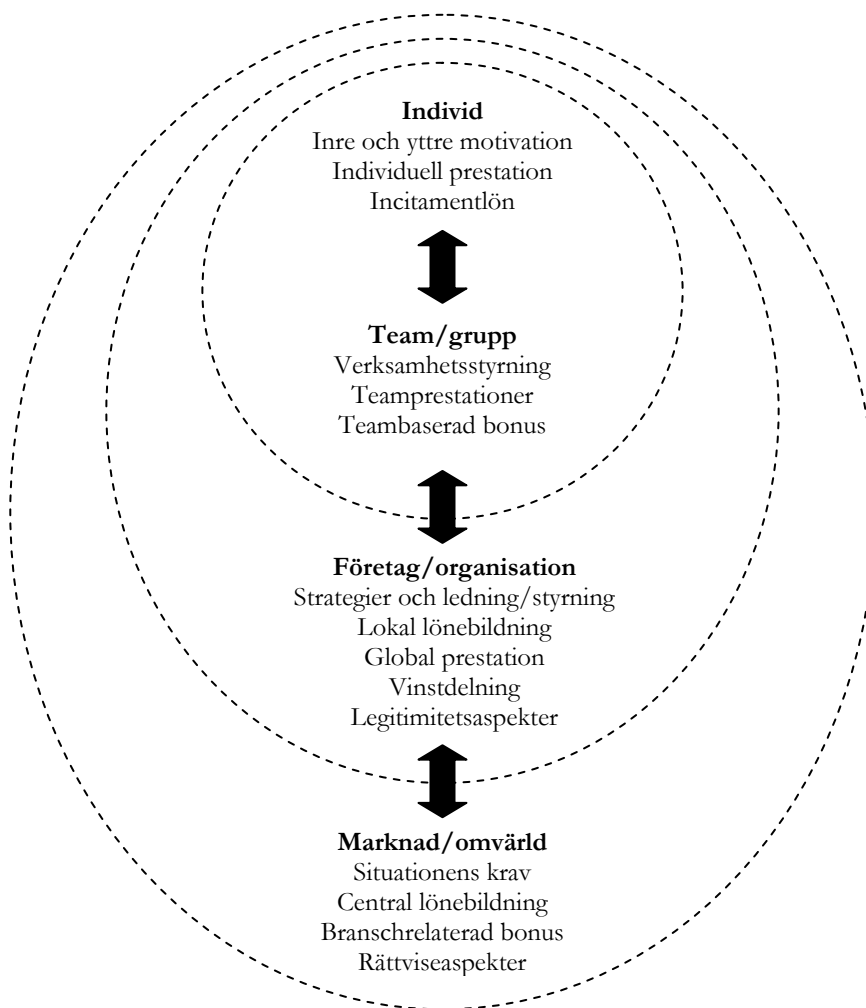 Individ
Inre och yttre motivation
Individuell prestation
Incitamentlön
Team/grupp
Verksamhetsstyrning
Teamprestationer
Teambaserad bonus
Företag/organisation
Strategier och ledning/styrning
Lokal lönebildning
Global prestation
Vinstdelning
Legitimitetsaspekter
Marknad/omvärld
Situationens krav
Central lönebildning
Branschrelaterad bonus
Rättviseaspekter